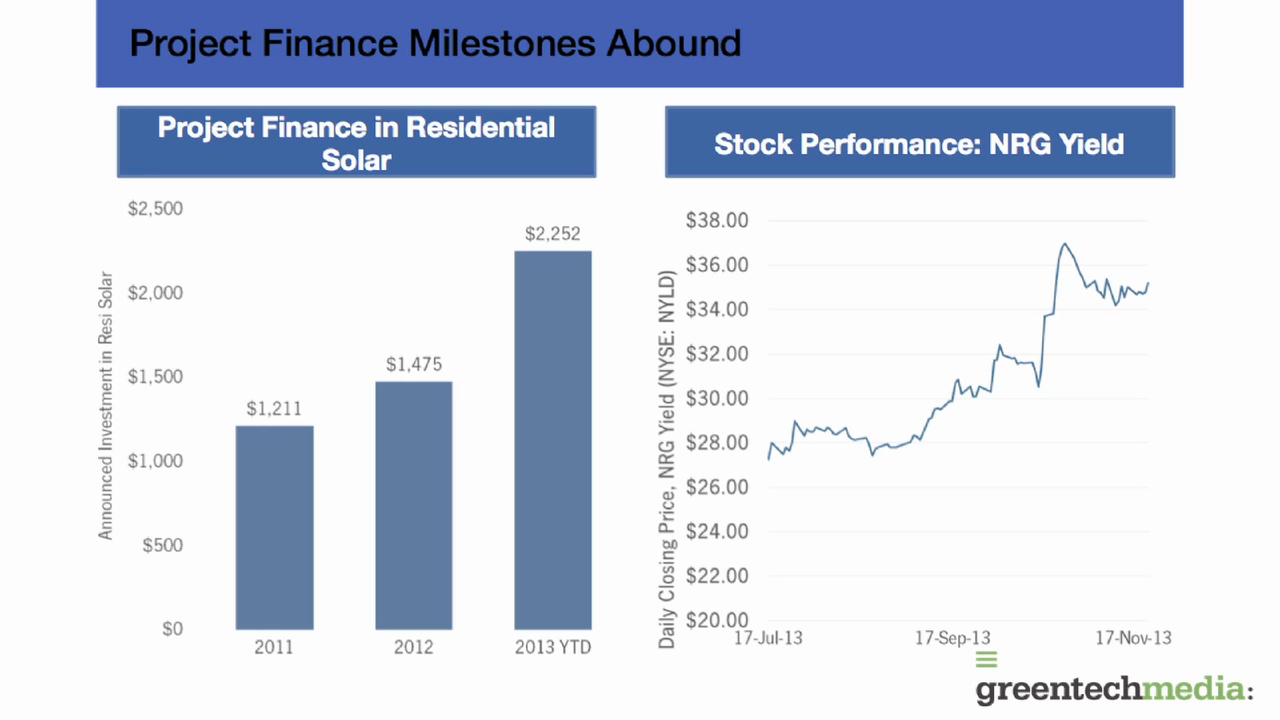 Project Finance Milestones Abound
Project Finance in Residential
Solar
Announced Investment in Resi Solar
$2,500
$2,000
$1,500
$1,000
$500
$0
$1,211
$1,475
$2,252
2011
2012
2013 YTD
Stock Performance: NRG Yield
Daily Closing Price, NRG Yield (NYSE: NYLD)
$38.00
$36.00
$34.00
$32.00
$30.00
$28.00
$26.00
$24.00
$22.00
$20.00
17-Jul-13
17-Sep-13
17-Nov-13
greentechmedia: